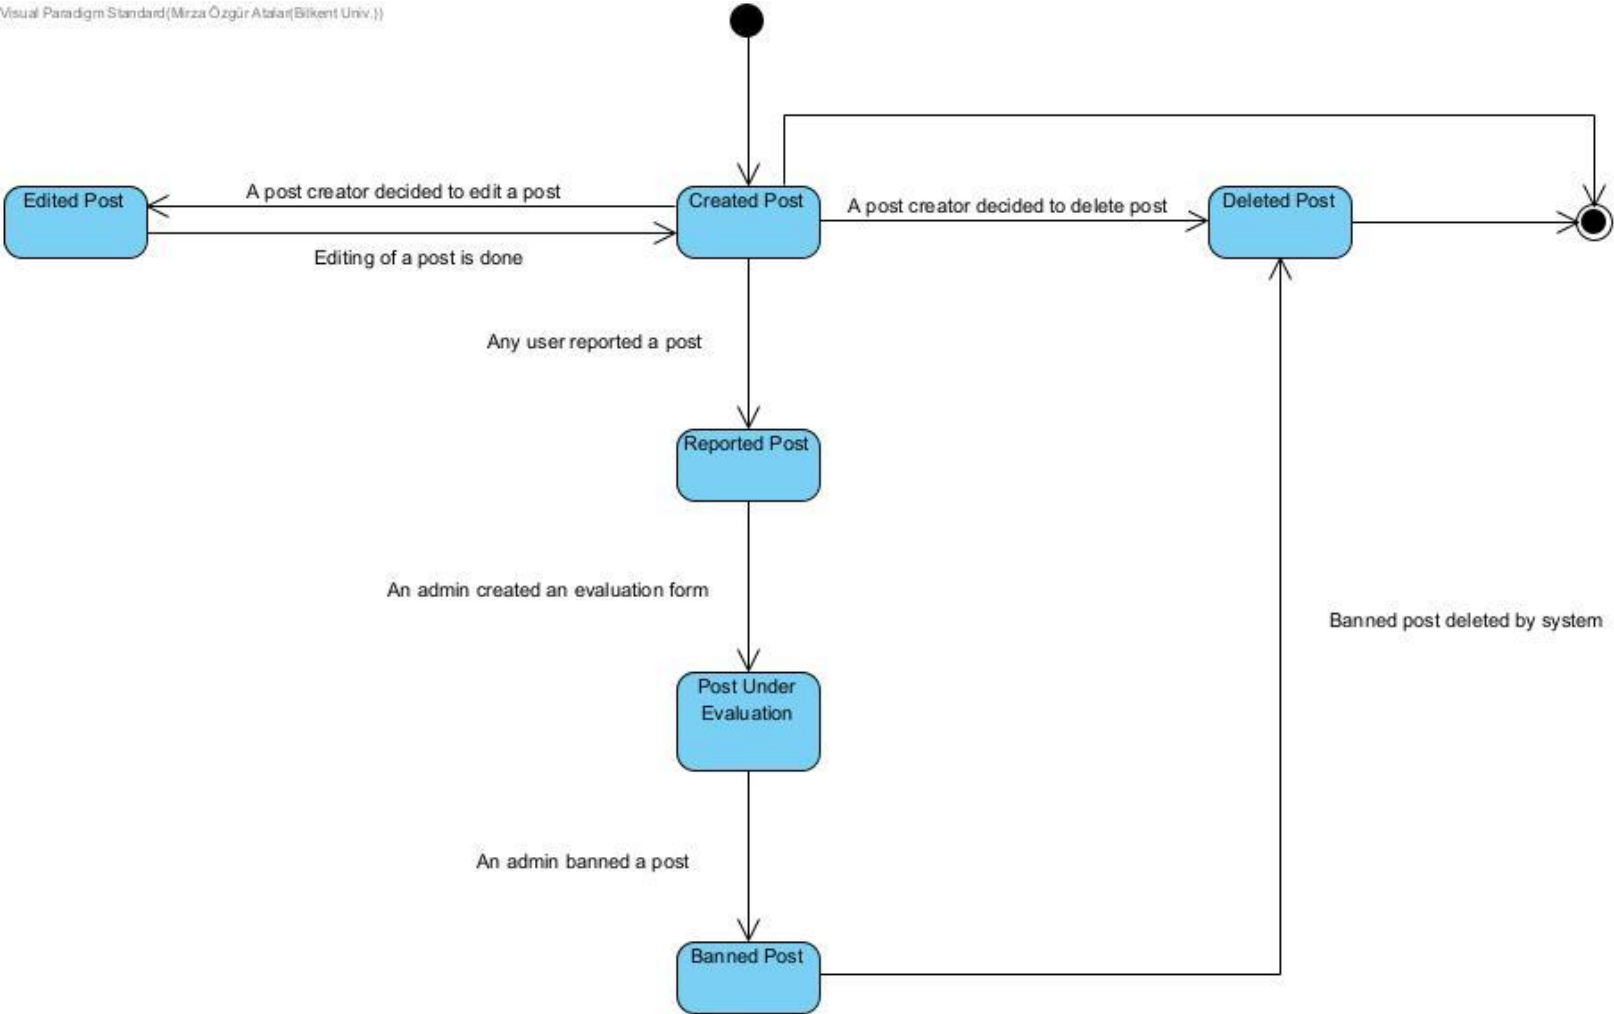 Visual Paradigm Standard(Mirza Özgür Atalar(Bilkent Univ.))
Edited Post
A post creator decided to edit a post
Created Post
A post creator decided to delete post
Deleted Post
Editing of a post is done
Any user reported a post
Reported Post
An admin created an evaluation form
Banned post deleted by system
Post Under
Evaluation
An admin banned a post
Banned Post